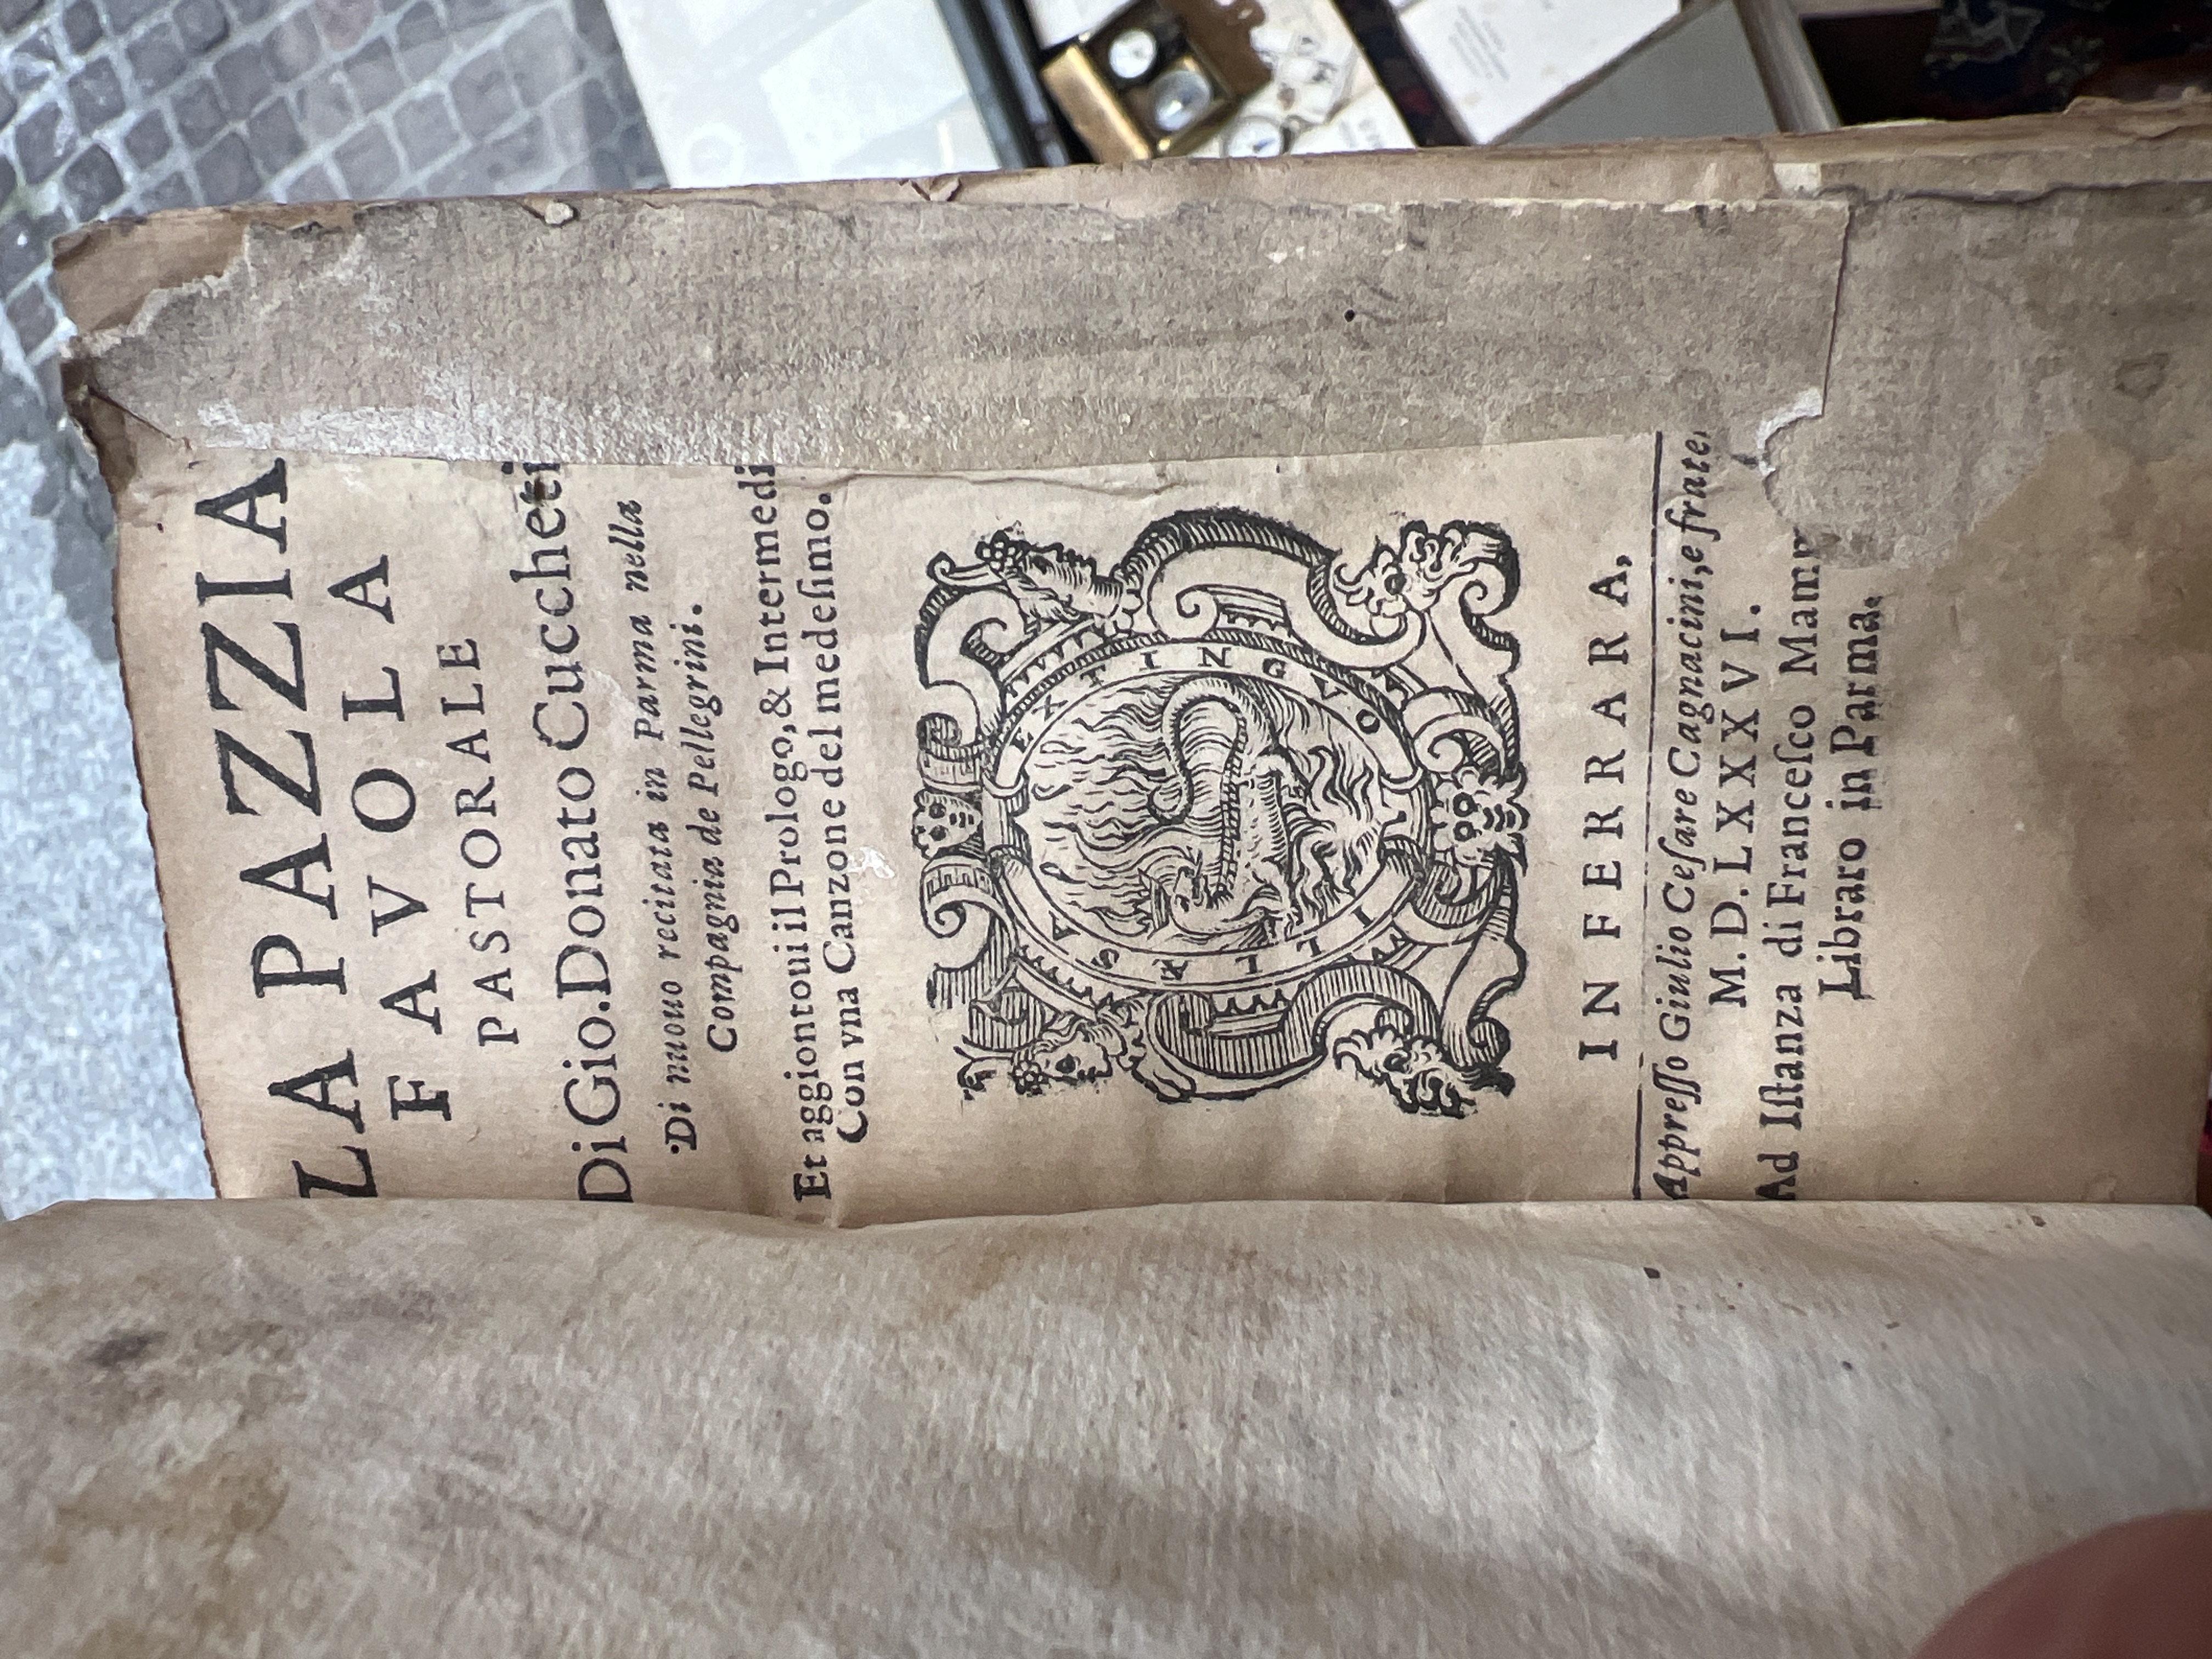 LA PAZZIA
FAVOLA
PASTORALE
Di Gio. Donato Cuccheti
Di nuouo recitata in Parma nella
Compagnia de Pellegrini.
Et aggiontoui il Prologo, & Intermedi
Con vna Canzone del medeſimo.
EXTINGVO
IN FERRARA,
Appreſſo Giulio Ceſare Cagnacini, e frate
M. D. LXXXVI.
Ad Iſtanza di Franceſco Mam
Libraro in Parma.